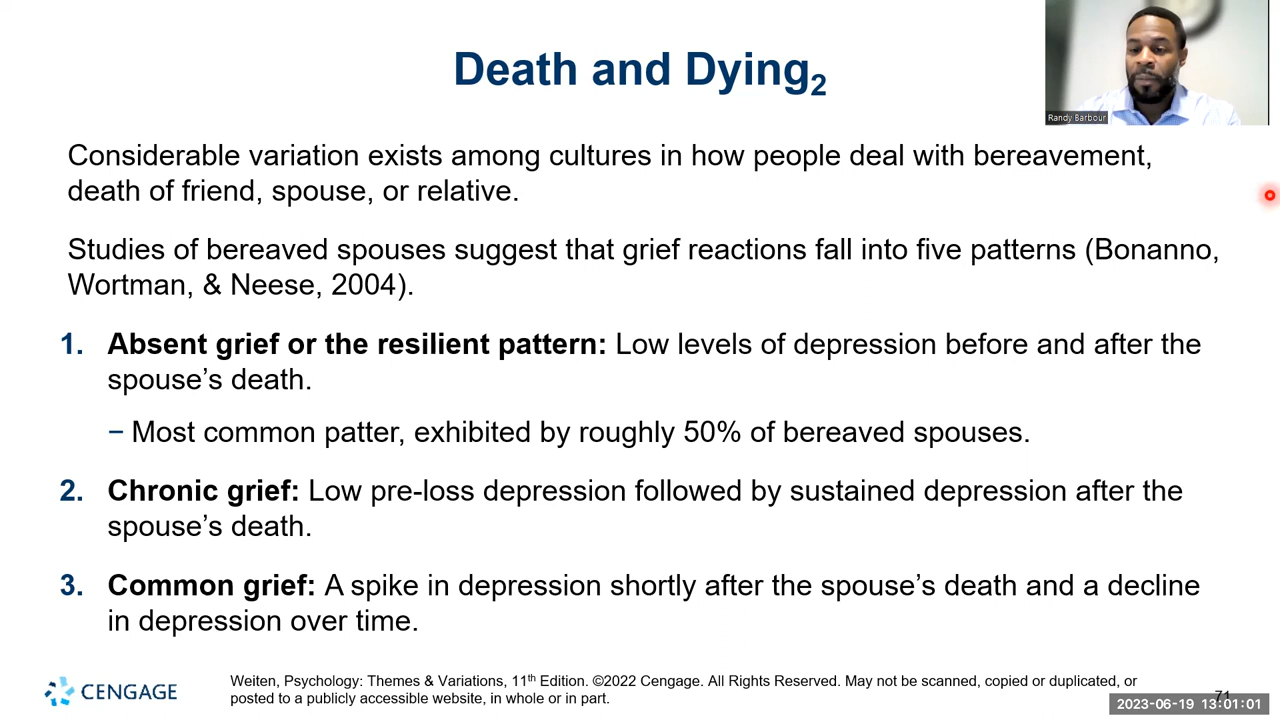 Death and Dying2
Randy Barbour
Considerable variation exists among cultures in how people deal with bereavement,
death of friend, spouse, or relative.
Studies of bereaved spouses suggest that grief reactions fall into five patterns (Bonanno,
Wortman, & Neese, 2004).
1. Absent grief or the resilient pattern: Low levels of depression before and after the
spouse’s death.
− Most common patter, exhibited by roughly 50% of bereaved spouses.
2. Chronic grief: Low pre-loss depression followed by sustained depression after the
spouse’s death.
3. Common grief: A spike in depression shortly after the spouse’s death and a decline
in depression over time.
CENGAGE
Weiten, Psychology: Themes & Variations, 11th Edition. ©2022 Cengage. All Rights Reserved. May not be scanned, copied or duplicated, or
posted to a publicly accessible website, in whole or in part.
71
2023-06-19 13:01:01